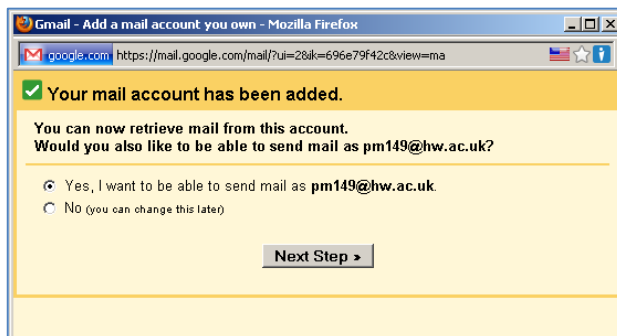 Gmail - Add a mail account you own - Mozilla Firefox
google.com https://mail.google.com/mail/?ui=2&ik=696e79f42c&view=ma
Your mail account has been added.
You can now retrieve mail from this account.
Would you also like to be able to send mail as pm149@hw.ac.uk?
Yes, I want to be able to send mail as pm149@hw.ac.uk.
No (you can change this later)
Next Step »